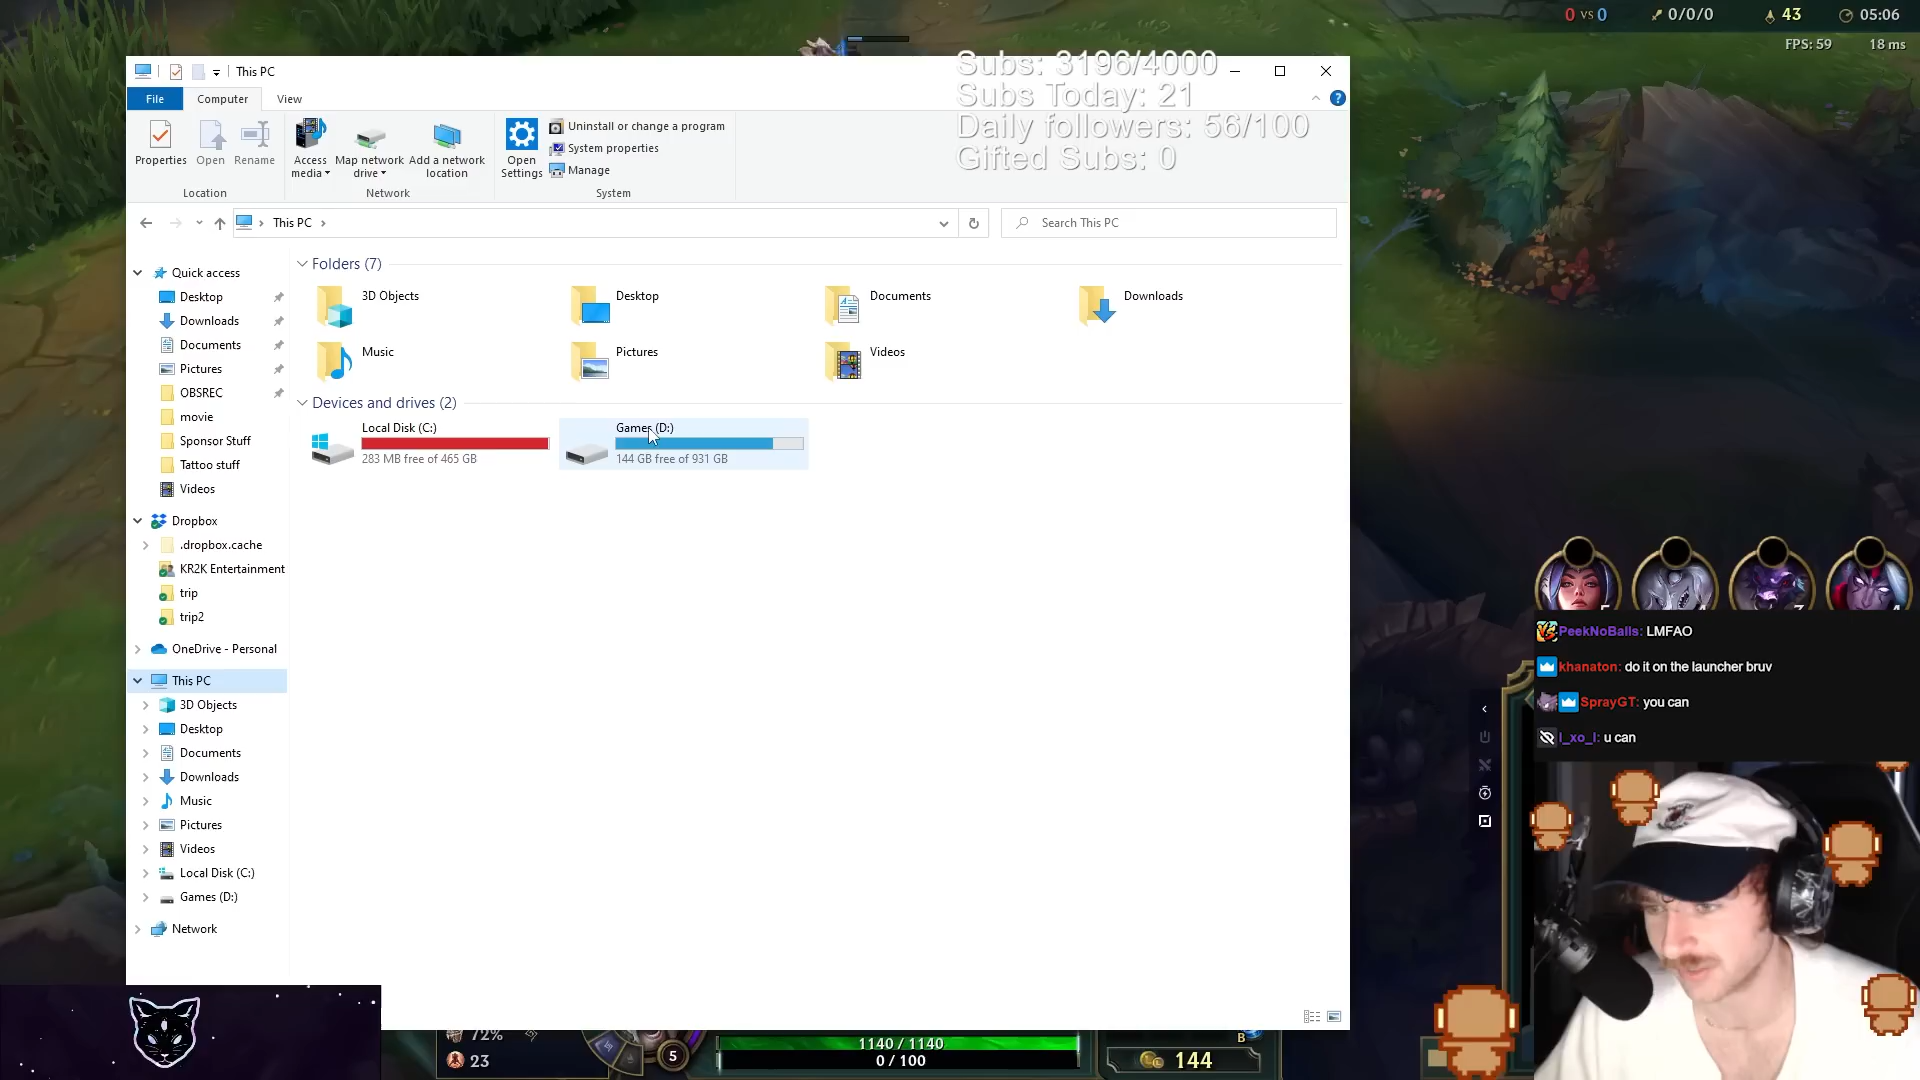 0 vs 0 0/0/0 43 05:06
FPS: 59 18 ms
This PC
Subs: 3196/4000
Subs Today: 21
Daily followers: 56/100
Gifted Subs: 0
File Computer View
Properties Open Rename
Access media
Map network drive
Add a network location
Open Settings
Uninstall or change a program
System properties
Manage
Location Network System
This PC
Search This PC
Quick access
Desktop
Downloads
Documents
Pictures
OBSREC
movie
Sponsor Stuff
Tattoo stuff
Videos
Dropbox
.dropbox.cache
KR2K Entertainment
trip
trip2
OneDrive - Personal
This PC
3D Objects
Desktop
Documents
Downloads
Music
Pictures
Videos
Local Disk (C:)
Games (D:)
Network
Folders (7)
3D Objects Desktop Documents Downloads
Music Pictures Videos
Devices and drives (2)
Local Disk (C:)
283 MB free of 465 GB
Games (D:)
144 GB free of 931 GB
PeekNoBalls: LMFAO
khanaton: do it on the launcher bruv
SprayGT: you can
l_xo_l: u can
72%
23
5
1140 / 1140
0 / 100
B
144